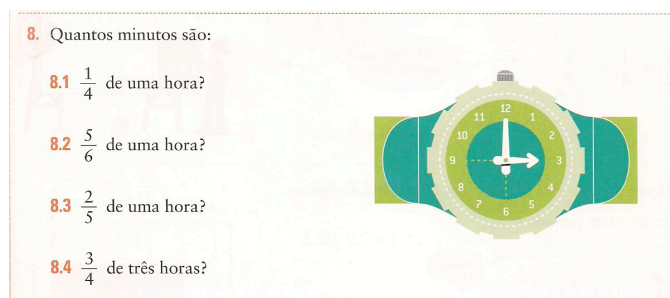 8. Quantos minutos são:
8.1 1/4 de uma hora?
8.2 5/6 de uma hora?
8.3 2/5 de uma hora?
8.4 3/4 de três horas?
12
11 1
10 2
9 3
8 4
7 5
6